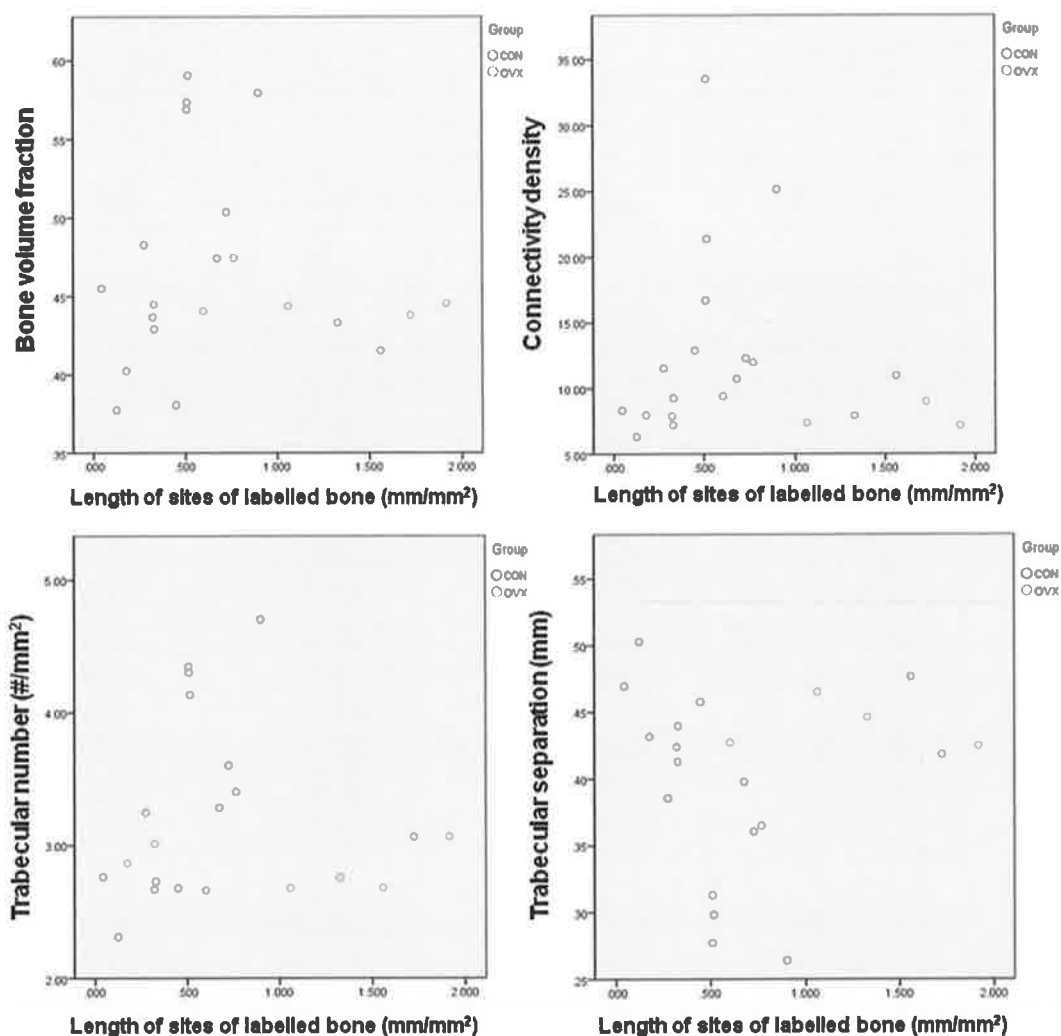 Bone volume fraction
60
55
50
45
40
35
.000 .500 1.000 1.500 2.000
Length of sites of labelled bone (mm/mm²)
Group
CON
OVX
Connectivity density
35.00
30.00
25.00
20.00
15.00
10.00
5.00
.000 .500 1.000 1.500 2.000
Length of sites of labelled bone (mm/mm²)
Group
CON
OVX
Trabecular number (#/mm²)
5.00
4.00
3.00
2.00
.000 .500 1.000 1.500 2.000
Length of sites of labelled bone (mm/mm²)
Group
CON
OVX
Trabecular separation (mm)
.55
.50
.45
.40
.35
.30
.25
.000 .500 1.000 1.500 2.000
Length of sites of labelled bone (mm/mm²)
Group
CON
OVX